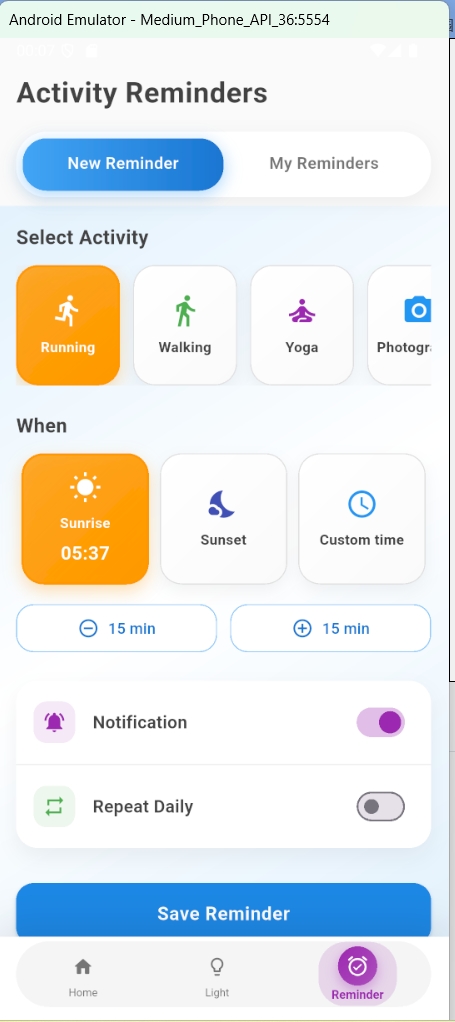 Android Emulator - Medium_Phone_API_36:5554
Activity Reminders
New Reminder
My Reminders
Select Activity
Running
Walking
Yoga
Photogra
When
Sunrise
05:37
Sunset
Custom time
15 min
15 min
Notification
Repeat Daily
Save Reminder
Home
Light
Reminder